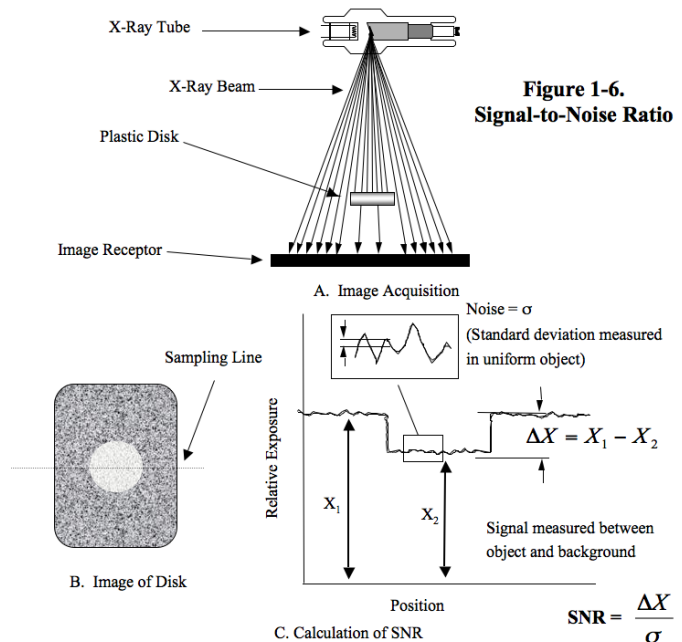 X-Ray Tube
X-Ray Beam
Figure 1-6.
Signal-to-Noise Ratio
Plastic Disk
Image Receptor
A. Image Acquisition
Noise = σ
(Standard deviation measured
in uniform object)
Sampling Line
B. Image of Disk
Relative Exposure
X₁
X₂
ΔX = X₁ − X₂
Signal measured between
object and background
Position
C. Calculation of SNR
SNR = ΔX
σ